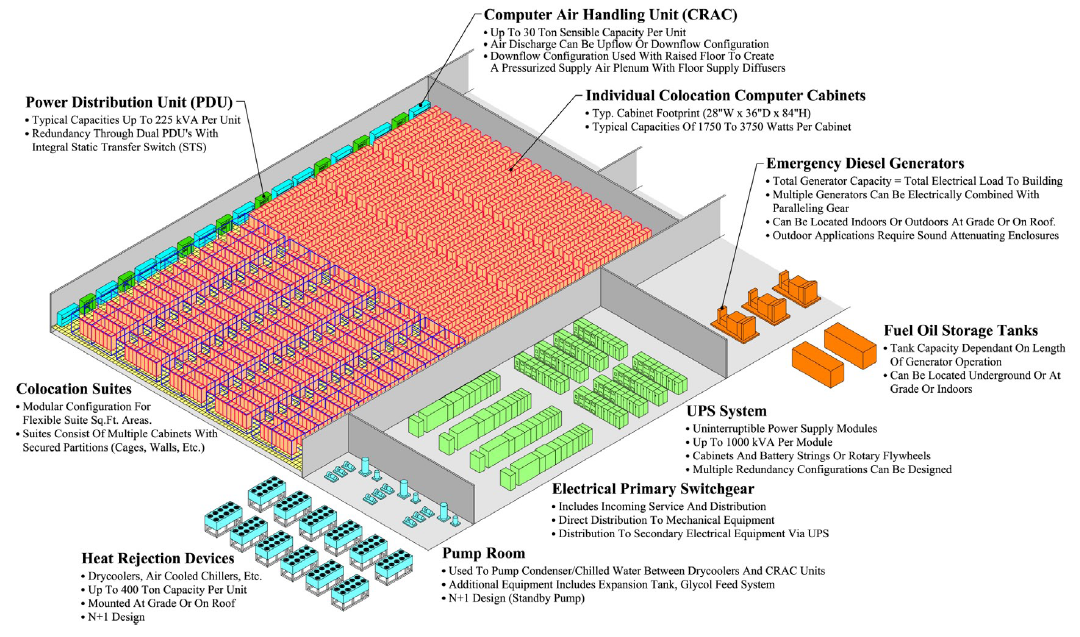 Computer Air Handling Unit (CRAC)
• Up To 30 Ton Sensible Capacity Per Unit
• Air Discharge Can Be Upflow Or Downflow Configuration
• Downflow Configuration Used With Raised Floor To Create
A Pressurized Supply Air Plenum With Floor Supply Diffusers
Power Distribution Unit (PDU)
• Typical Capacities Up To 225 kVA Per Unit
• Redundancy Through Dual PDU's With
Integral Static Transfer Switch (STS)
Individual Colocation Computer Cabinets
• Typ. Cabinet Footprint (28"W x 36"D x 84"H)
• Typical Capacities Of 1750 To 3750 Watts Per Cabinet
Emergency Diesel Generators
• Total Generator Capacity = Total Electrical Load To Building
• Multiple Generators Can Be Electrically Combined With
Paralleling Gear
• Can Be Located Indoors Or Outdoors At Grade Or On Roof.
• Outdoor Applications Require Sound Attenuating Enclosures
Fuel Oil Storage Tanks
• Tank Capacity Dependant On Length
Of Generator Operation
• Can Be Located Underground Or At
Grade Or Indoors
Colocation Suites
• Modular Configuration For
Flexible Suite Sq.Ft. Areas.
• Suites Consist Of Multiple Cabinets With
Secured Partitions (Cages, Walls, Etc.)
UPS System
• Uninterruptible Power Supply Modules
• Up To 1000 kVA Per Module
• Cabinets And Battery Strings Or Rotary Flywheels
• Multiple Redundancy Configurations Can Be Designed
Electrical Primary Switchgear
• Includes Incoming Service And Distribution
• Direct Distribution To Mechanical Equipment
• Distribution To Secondary Electrical Equipment Via UPS
Pump Room
• Used To Pump Condenser/Chilled Water Between Drycoolers And CRAC Units
• Additional Equipment Includes Expansion Tank, Glycol Feed System
• N+1 Design (Standby Pump)
Heat Rejection Devices
• Drycoolers, Air Cooled Chillers, Etc.
• Up To 400 Ton Capacity Per Unit
• Mounted At Grade Or On Roof
• N+1 Design